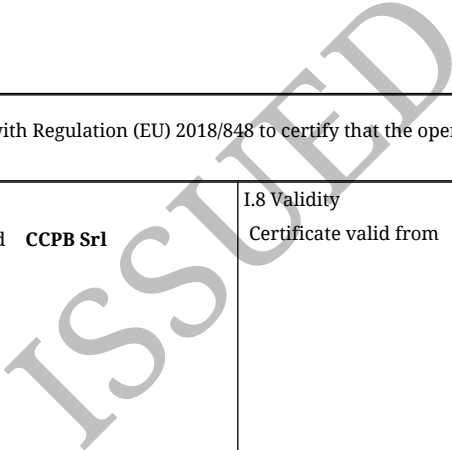 with Regulation (EU) 2018/848 to certify that the oper
I.8 Validity
CCPB Srl
Certificate valid from
ISSUED